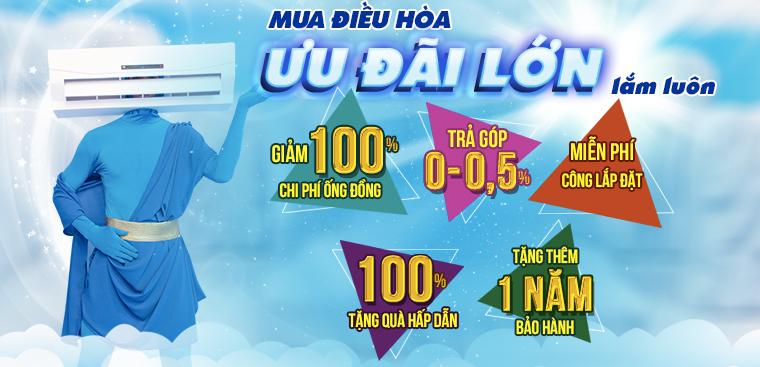 MUA ĐIỀU HÒA
ƯU ĐÃI LỚN
lắm luôn
GIẢM 100%
CHI PHÍ ỐNG ĐỒNG
TRẢ GÓP
0-0,5%
MIỄN PHÍ
CÔNG LẮP ĐẶT
100%
TẶNG QUÀ HẤP DẪN
TẶNG THÊM
1 NĂM
BẢO HÀNH